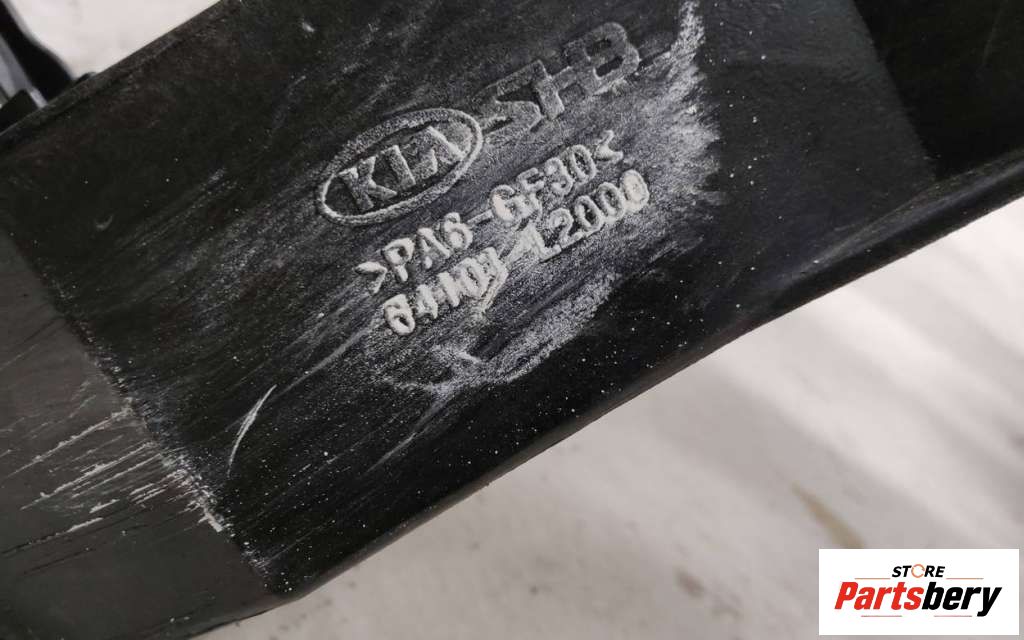 KIA SHB
>PA6-GF30<
64101-L2000
STORE
Partsbery